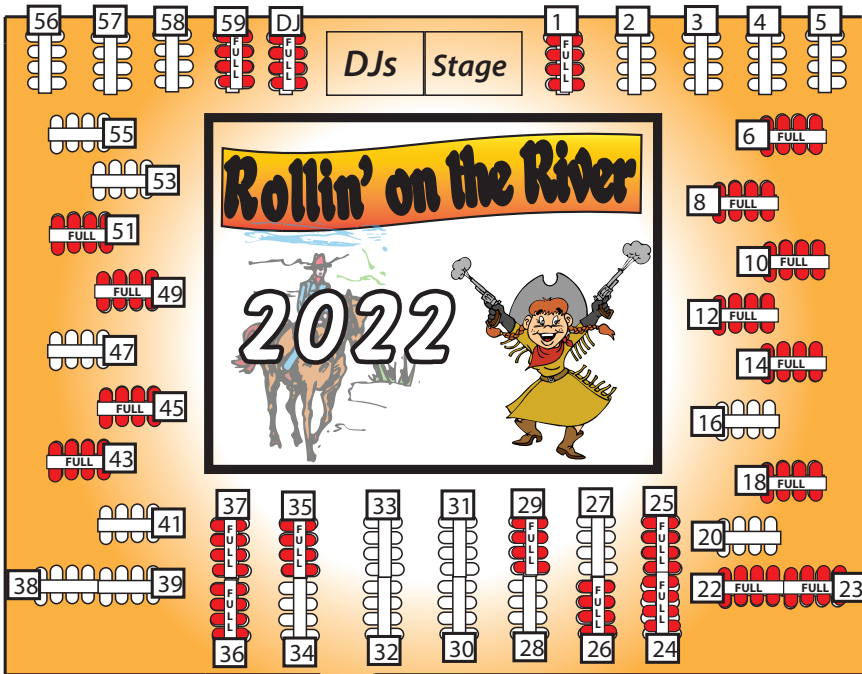 56 57 58 59 DJ 1 2 3 4 5
FULL FULL FULL
DJs Stage
55 6
FULL
53
8 FULL
51
FULL
10 FULL
49
FULL
12 FULL
47
14 FULL
45
FULL
16
43
FULL
18 FULL
41
20
38 39
22 FULL FULL 23
Rollin' on the River
2022
37 35 33 31 29 27 25
FULL FULL FULL FULL
FULL FULL FULL
36 34 32 30 28 26 24